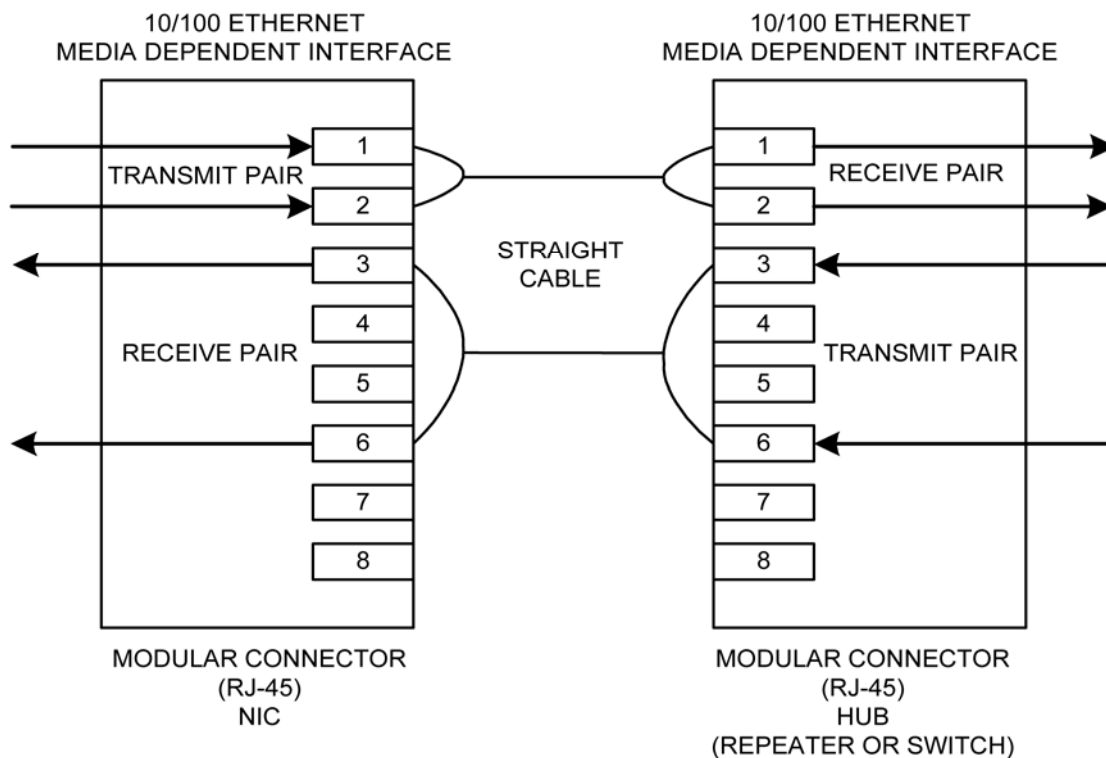 10/100 ETHERNET
MEDIA DEPENDENT INTERFACE
10/100 ETHERNET
MEDIA DEPENDENT INTERFACE
1
TRANSMIT PAIR
2
3
4
RECEIVE PAIR
5
6
7
8
STRAIGHT
CABLE
1
RECEIVE PAIR
2
3
4
TRANSMIT PAIR
5
6
7
8
MODULAR CONNECTOR
(RJ-45)
NIC
MODULAR CONNECTOR
(RJ-45)
HUB
(REPEATER OR SWITCH)